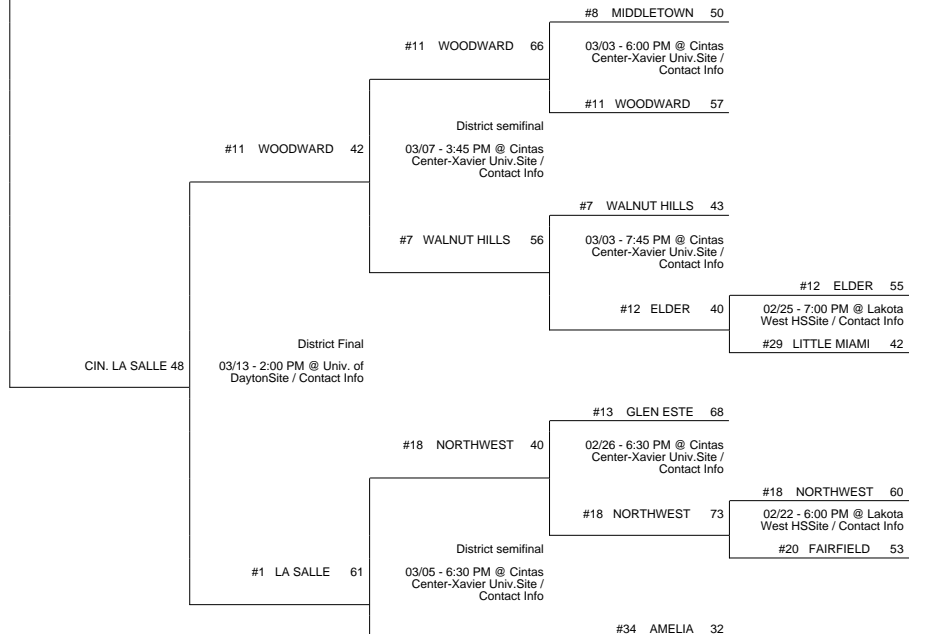 #8 MIDDLETOWN 50
#11 WOODWARD 66
03/03 - 6:00 PM @ Cintas
Center-Xavier Univ.Site /
Contact Info
#11 WOODWARD 57
District semifinal
#11 WOODWARD 42
03/07 - 3:45 PM @ Cintas
Center-Xavier Univ.Site /
Contact Info
#7 WALNUT HILLS 43
#7 WALNUT HILLS 56
03/03 - 7:45 PM @ Cintas
Center-Xavier Univ.Site /
Contact Info
#12 ELDER 55
#12 ELDER 40
02/25 - 7:00 PM @ Lakota
West HSSite / Contact Info
#29 LITTLE MIAMI 42
District Final
CIN. LA SALLE 48
03/13 - 2:00 PM @ Univ. of
DaytonSite / Contact Info
#13 GLEN ESTE 68
#18 NORTHWEST 40
02/26 - 6:30 PM @ Cintas
Center-Xavier Univ.Site /
Contact Info
#18 NORTHWEST 60
#18 NORTHWEST 73
02/22 - 6:00 PM @ Lakota
West HSSite / Contact Info
#20 FAIRFIELD 53
District semifinal
#1 LA SALLE 61
03/05 - 6:30 PM @ Cintas
Center-Xavier Univ.Site /
Contact Info
#34 AMELIA 32